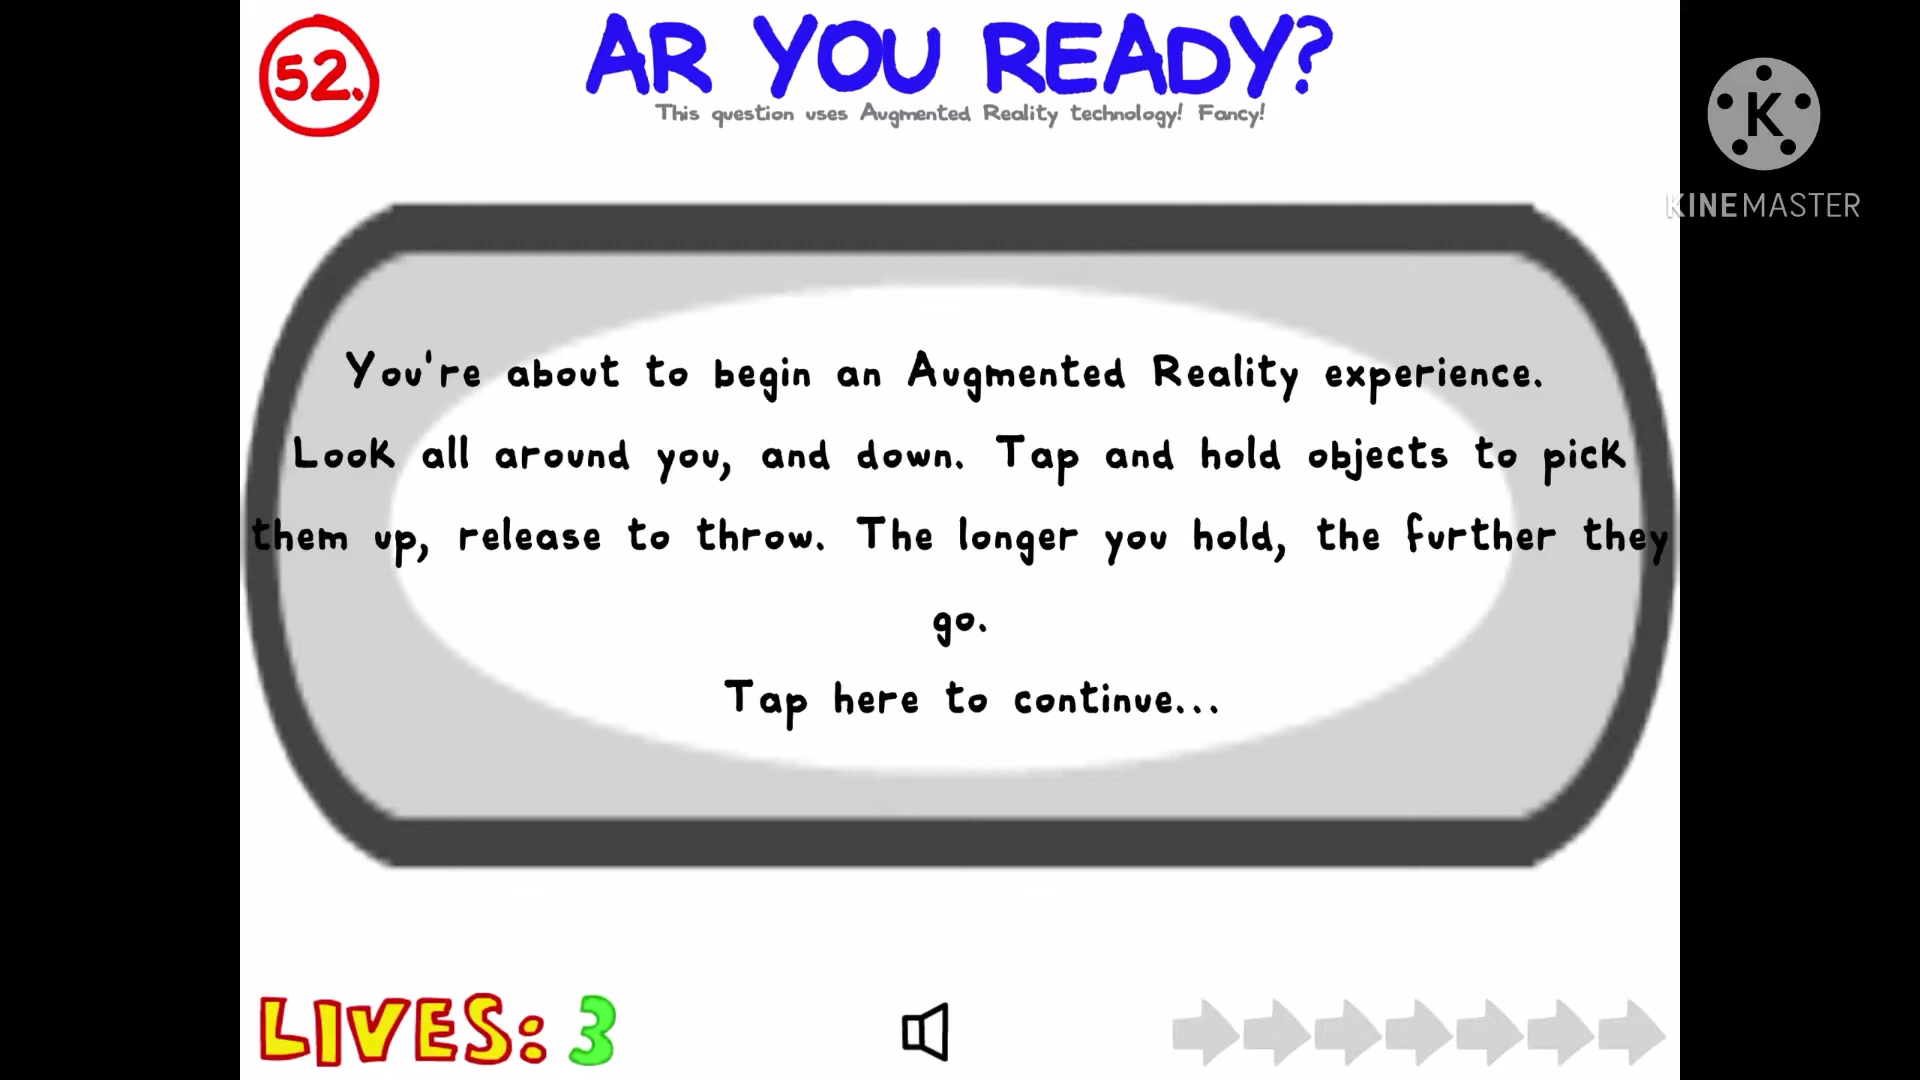 52.
AR YOU READY?
This question uses Augmented Reality technology! Fancy!
K
KINEMASTER
You're about to begin an Augmented Reality experience.
Look all around you, and down. Tap and hold objects to pick
them up, release to throw. The longer you hold, the further they
go.
Tap here to continue...
LIVES: 3